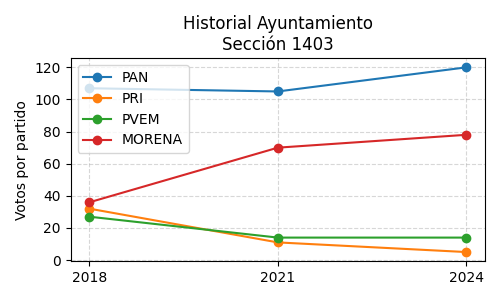 Historial Ayuntamiento
Sección 1403
Votos por partido
120
100
80
60
40
20
0
PAN
PRI
PVEM
MORENA
2018
2021
2024